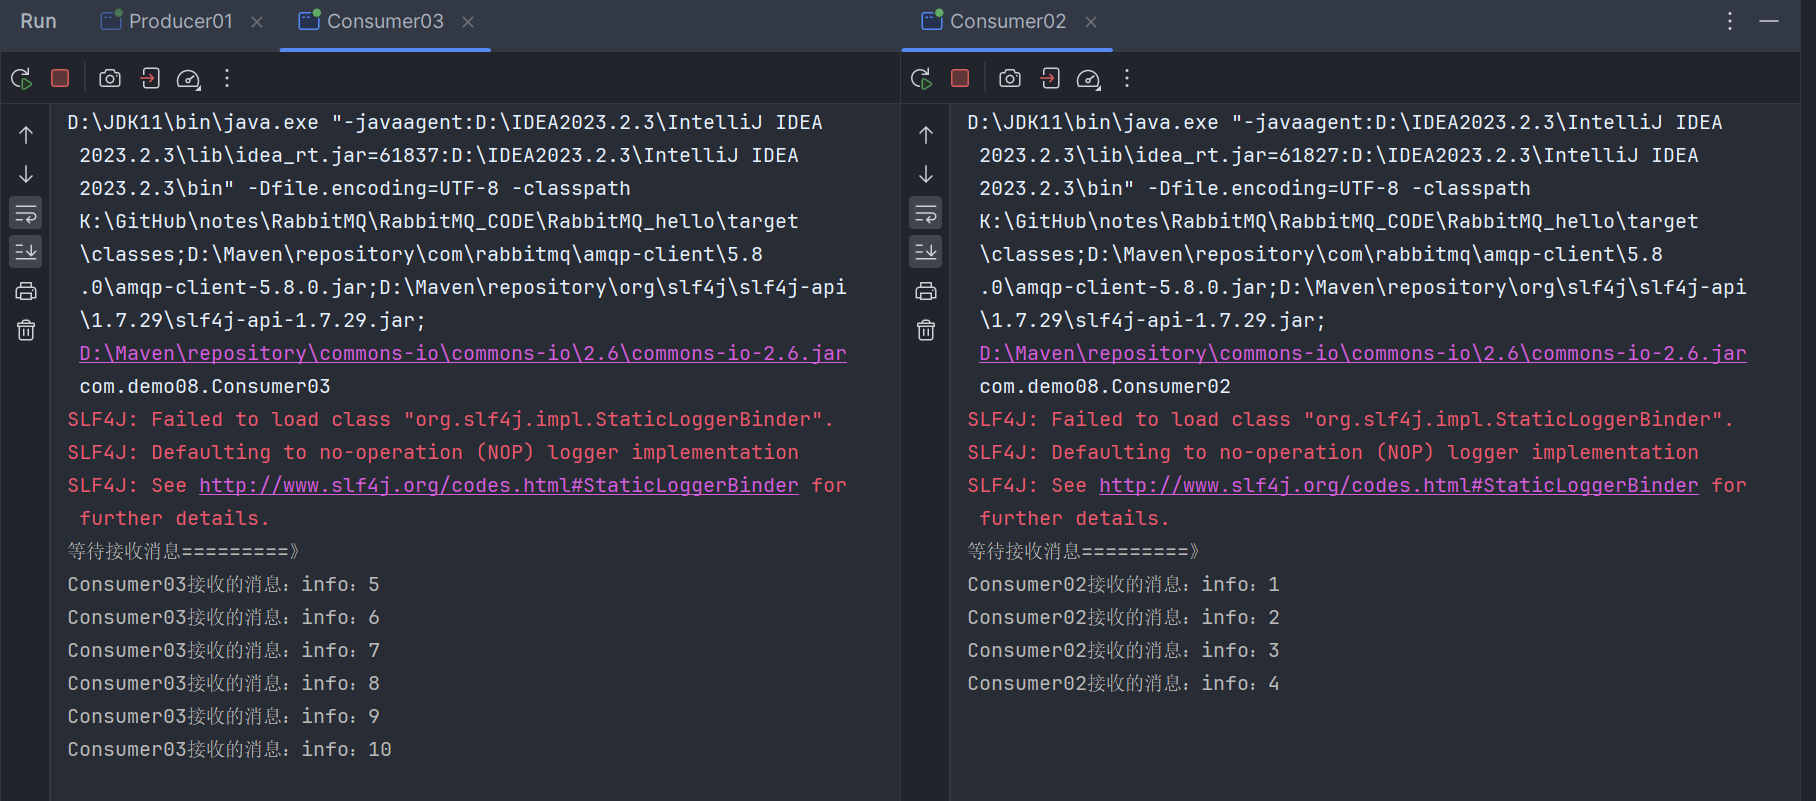 Run
Producer01
Consumer03
Consumer02
D:\JDK11\bin\java.exe "-javaagent:D:\IDEA2023.2.3\IntelliJ IDEA
2023.2.3\lib\idea_rt.jar=61837:D:\IDEA2023.2.3\IntelliJ IDEA
2023.2.3\bin" -Dfile.encoding=UTF-8 -classpath
K:\GitHub\notes\RabbitMQ\RabbitMQ_CODE\RabbitMQ_hello\target
\classes;D:\Maven\repository\com\rabbitmq\amqp-client\5.8
.0\amqp-client-5.8.0.jar;D:\Maven\repository\org\slf4j\slf4j-api
\1.7.29\slf4j-api-1.7.29.jar;
D:\Maven\repository\commons-io\commons-io\2.6\commons-io-2.6.jar
com.demo08.Consumer03
SLF4J: Failed to load class "org.slf4j.impl.StaticLoggerBinder".
SLF4J: Defaulting to no-operation (NOP) logger implementation
SLF4J: See http://www.slf4j.org/codes.html#StaticLoggerBinder for
further details.
等待接收消息=========》
Consumer03接收的消息：info：5
Consumer03接收的消息：info：6
Consumer03接收的消息：info：7
Consumer03接收的消息：info：8
Consumer03接收的消息：info：9
Consumer03接收的消息：info：10
D:\JDK11\bin\java.exe "-javaagent:D:\IDEA2023.2.3\IntelliJ IDEA
2023.2.3\lib\idea_rt.jar=61827:D:\IDEA2023.2.3\IntelliJ IDEA
2023.2.3\bin" -Dfile.encoding=UTF-8 -classpath
K:\GitHub\notes\RabbitMQ\RabbitMQ_CODE\RabbitMQ_hello\target
\classes;D:\Maven\repository\com\rabbitmq\amqp-client\5.8
.0\amqp-client-5.8.0.jar;D:\Maven\repository\org\slf4j\slf4j-api
\1.7.29\slf4j-api-1.7.29.jar;
D:\Maven\repository\commons-io\commons-io\2.6\commons-io-2.6.jar
com.demo08.Consumer02
SLF4J: Failed to load class "org.slf4j.impl.StaticLoggerBinder".
SLF4J: Defaulting to no-operation (NOP) logger implementation
SLF4J: See http://www.slf4j.org/codes.html#StaticLoggerBinder for
further details.
等待接收消息=========》
Consumer02接收的消息：info：1
Consumer02接收的消息：info：2
Consumer02接收的消息：info：3
Consumer02接收的消息：info：4